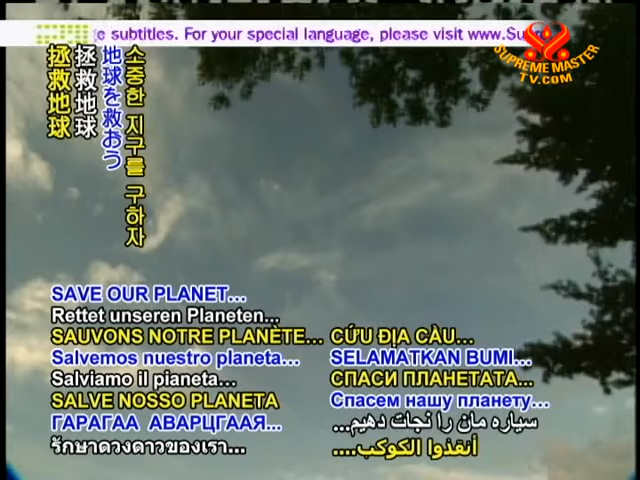 e subtitles. For your special language, please visit www.Su
SUPREME MASTER
TV.COM
拯救地球
拯救地球
地球を救おう
소중한 지구를 구하자
SAVE OUR PLANET...
Rettet unseren Planeten...
SAUVONS NOTRE PLANÈTE...
Salvemos nuestro planeta...
Salviamo il pianeta...
SALVE NOSSO PLANETA
ГАРАГАА АВАРЦГААЯ...
รักษาดวงดาวของเรา...
CỨU ĐỊA CẦU...
SELAMATKAN BUMI...
СПАСИ ПЛАНЕТАТА...
Спасем нашу планету...
سیاره مان را نجات دهیم...
أنقذوا الكوكب....